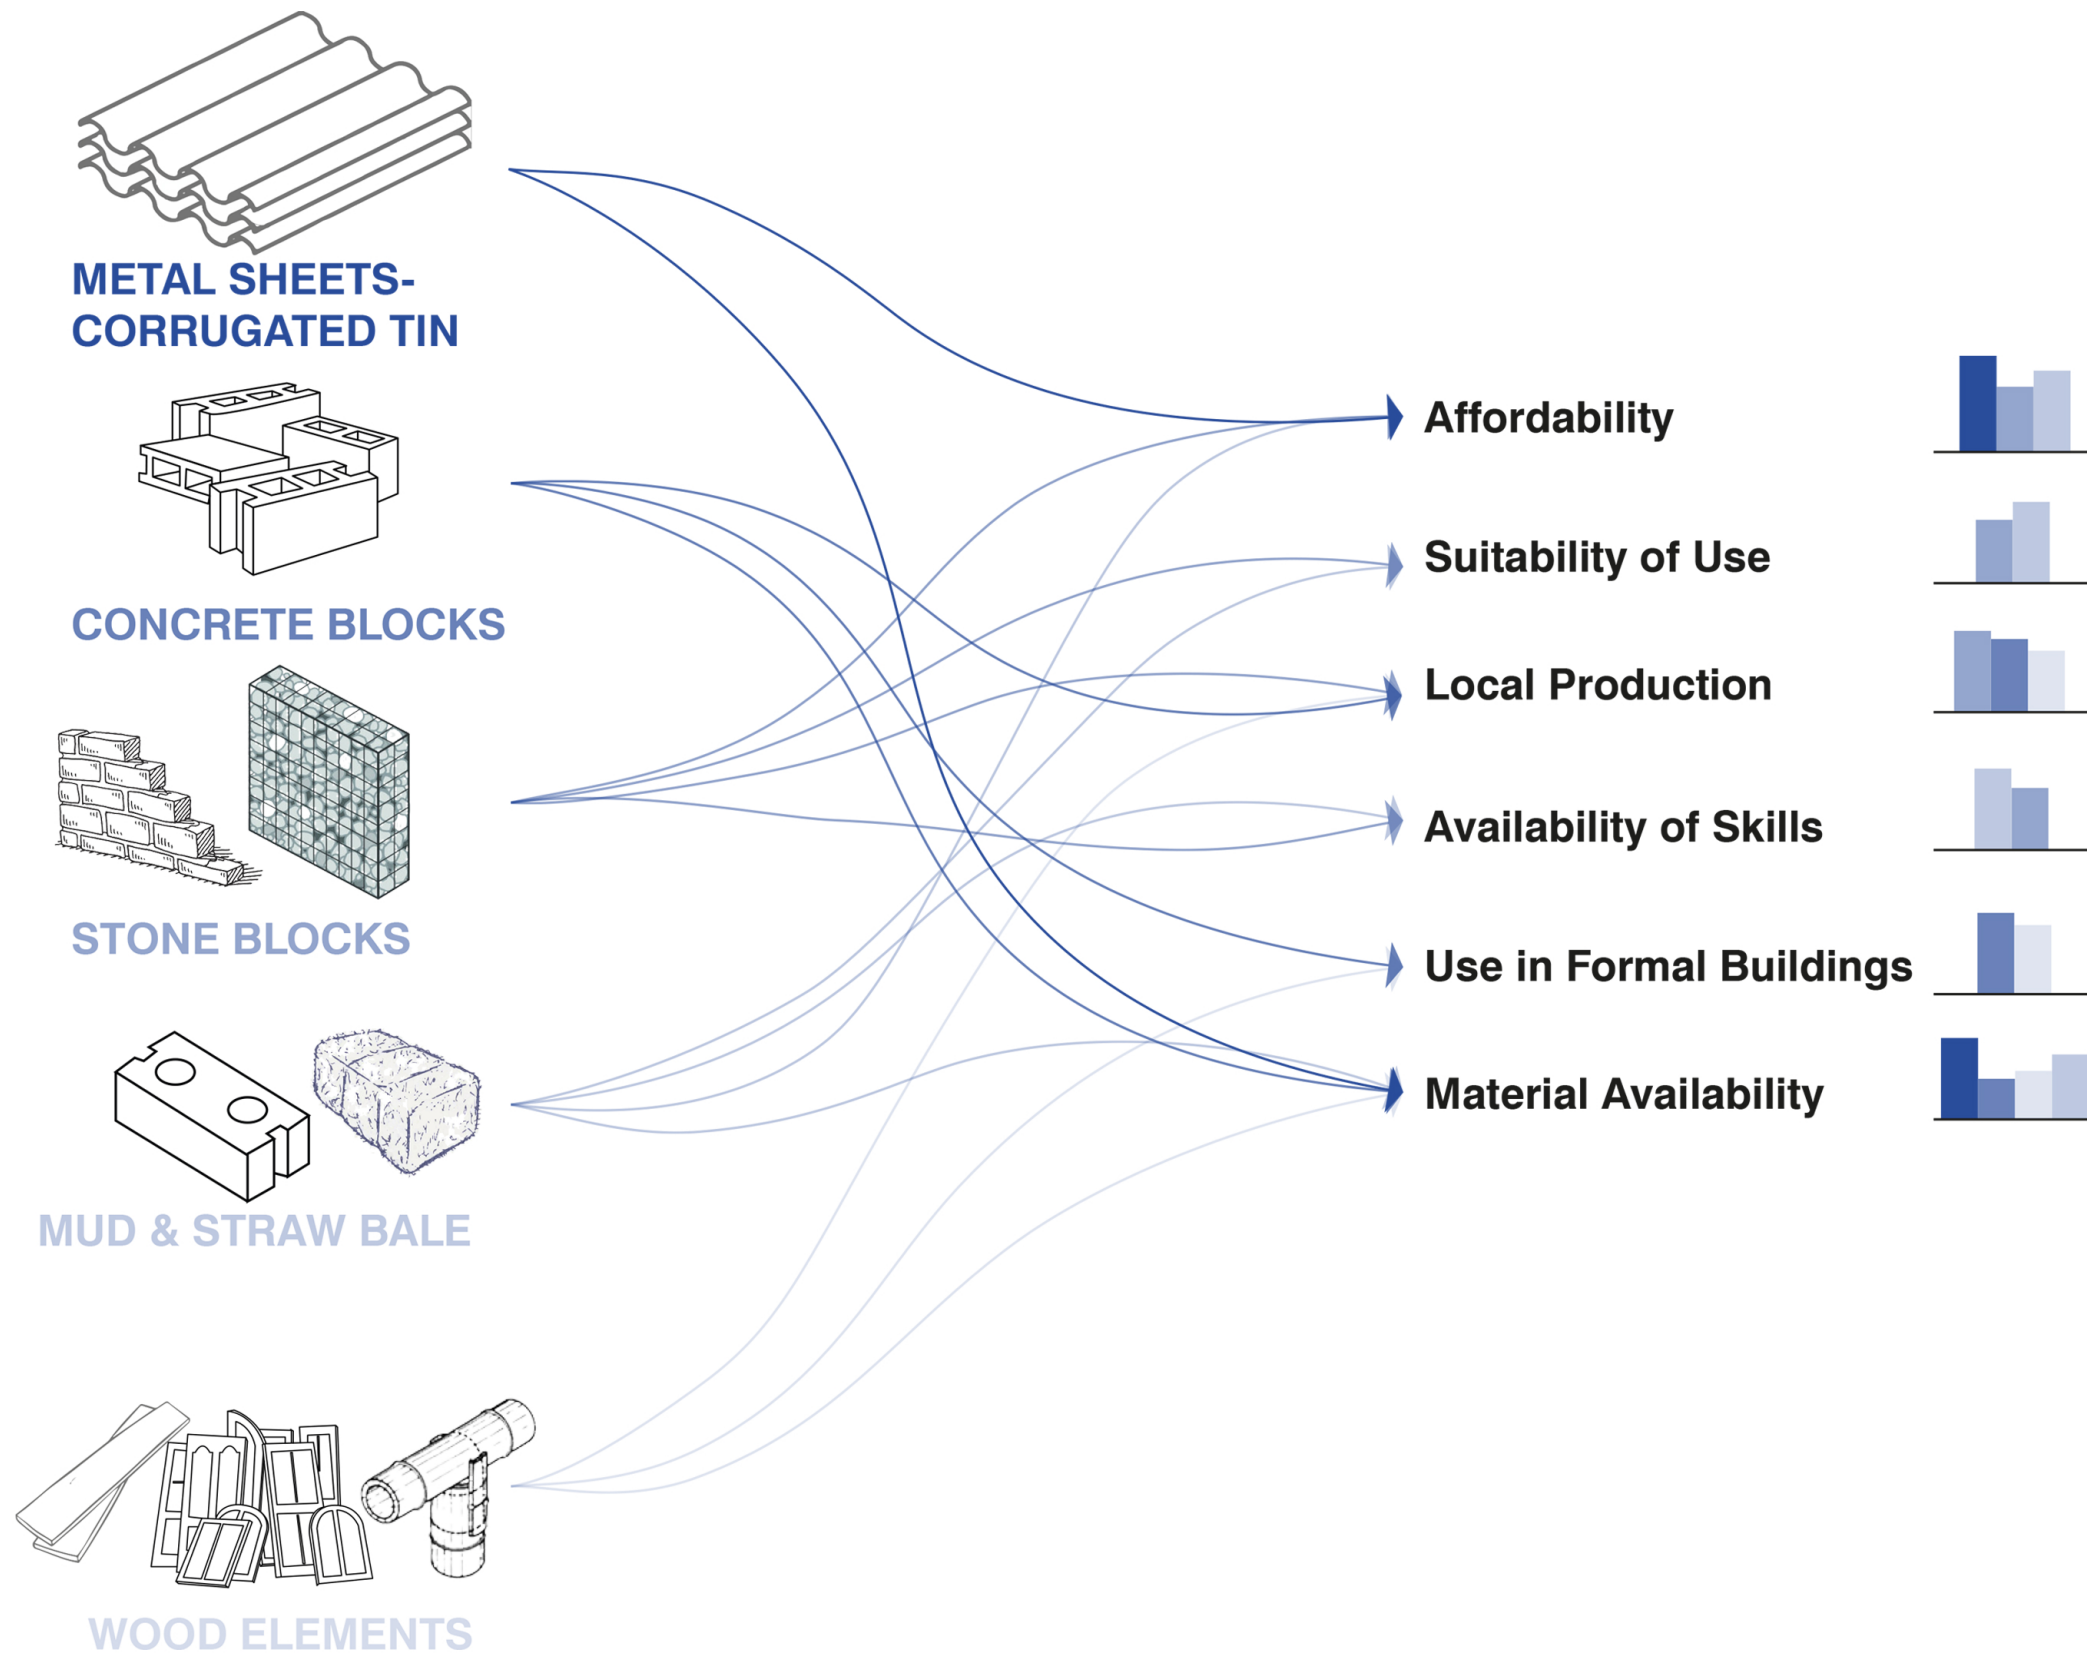 METAL SHEETS-
CORRUGATED TIN
CONCRETE BLOCKS
STONE BLOCKS
MUD & STRAW BALE
WOOD ELEMENTS
Affordability
Suitability of Use
Local Production
Availability of Skills
Use in Formal Buildings
Material Availability